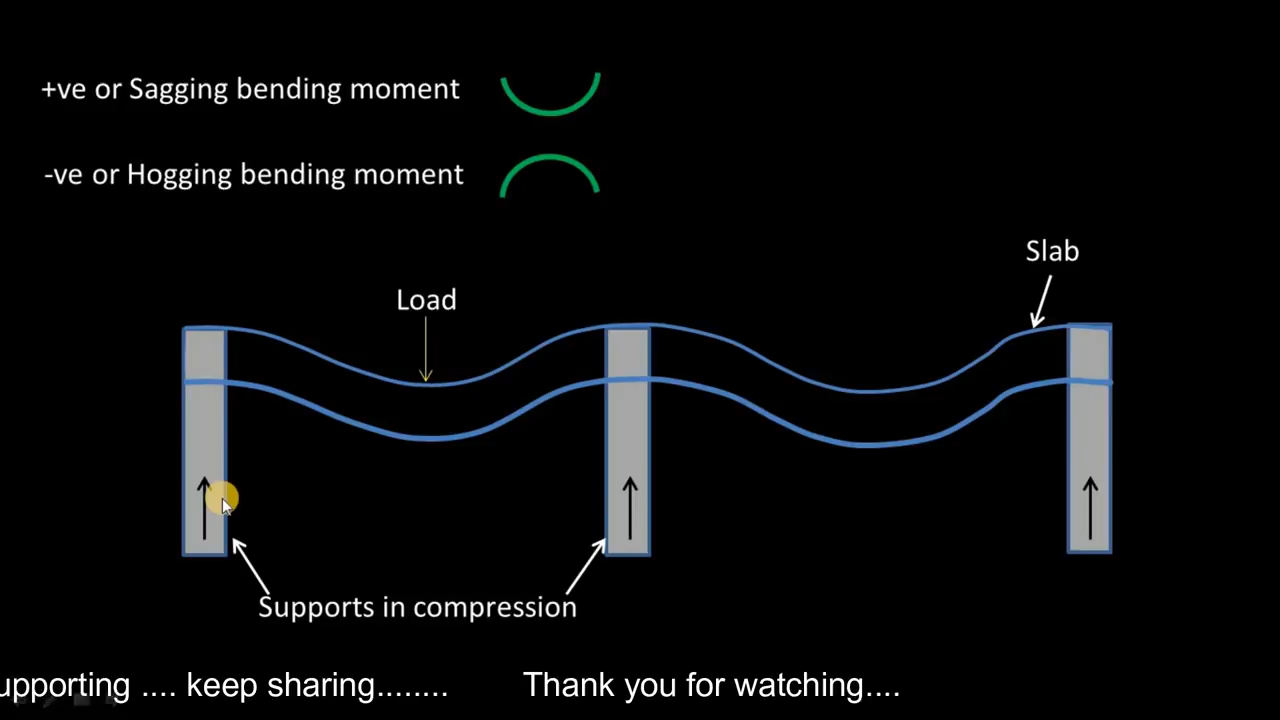 +ve or Sagging bending moment
-ve or Hogging bending moment
Slab
Load
Supports in compression
upporting .... keep sharing........ Thank you for watching....